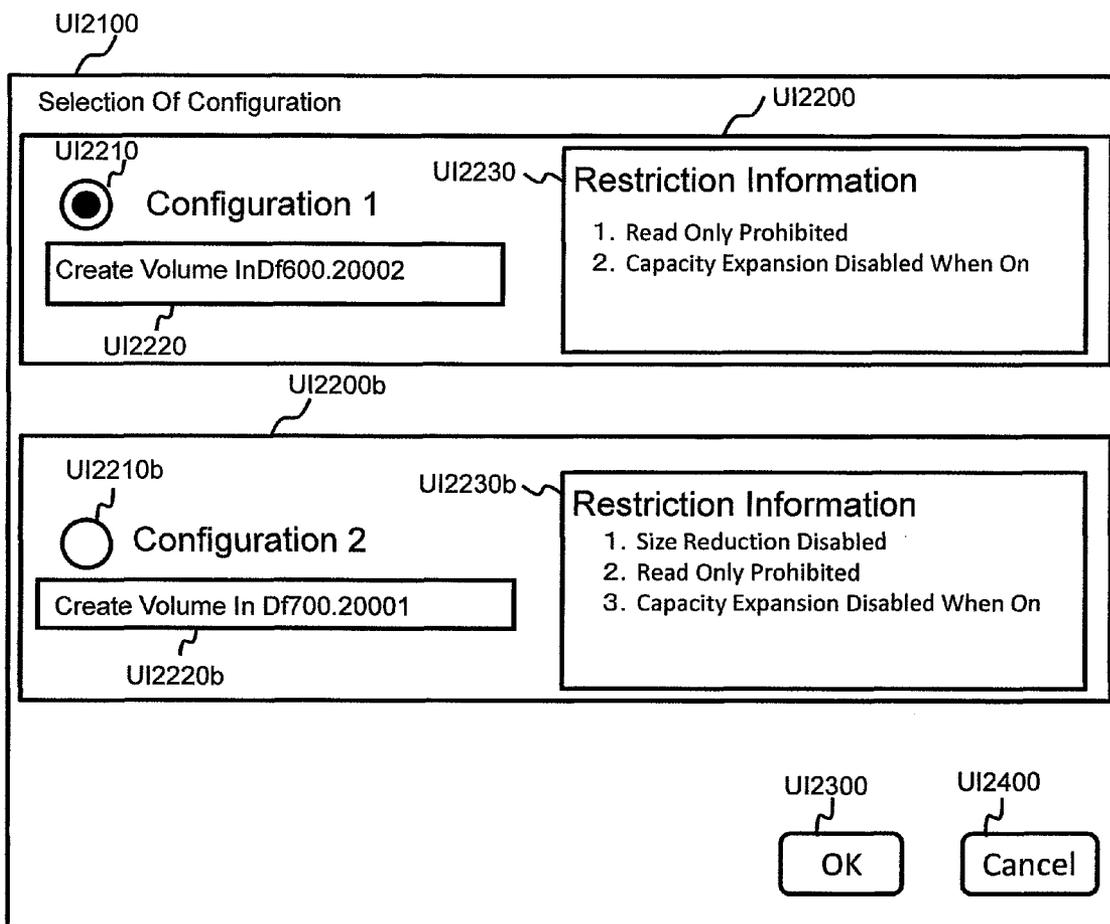 UI2100
Selection Of Configuration
UI2200
UI2210
Configuration 1
Create Volume InDf600.20002
UI2220
UI2230
Restriction Information
1. Read Only Prohibited
2. Capacity Expansion Disabled When On
UI2200b
UI2210b
Configuration 2
Create Volume In Df700.20001
UI2220b
UI2230b
Restriction Information
1. Size Reduction Disabled
2. Read Only Prohibited
3. Capacity Expansion Disabled When On
UI2300
OK
UI2400
Cancel